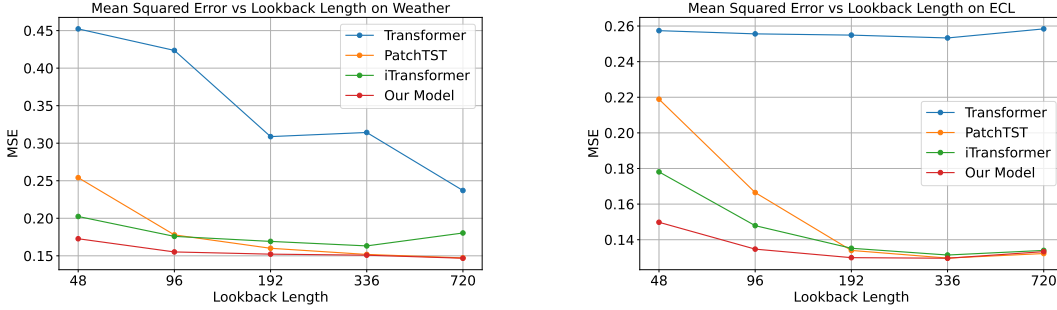 Mean Squared Error vs Lookback Length on Weather
MSE
0.45
0.40
0.35
0.30
0.25
0.20
0.15
Transformer
PatchTST
iTransformer
Our Model
48
96
192
336
720
Lookback Length
Mean Squared Error vs Lookback Length on ECL
MSE
0.26
0.24
0.22
0.20
0.18
0.16
0.14
Transformer
PatchTST
iTransformer
Our Model
48
96
192
336
720
Lookback Length